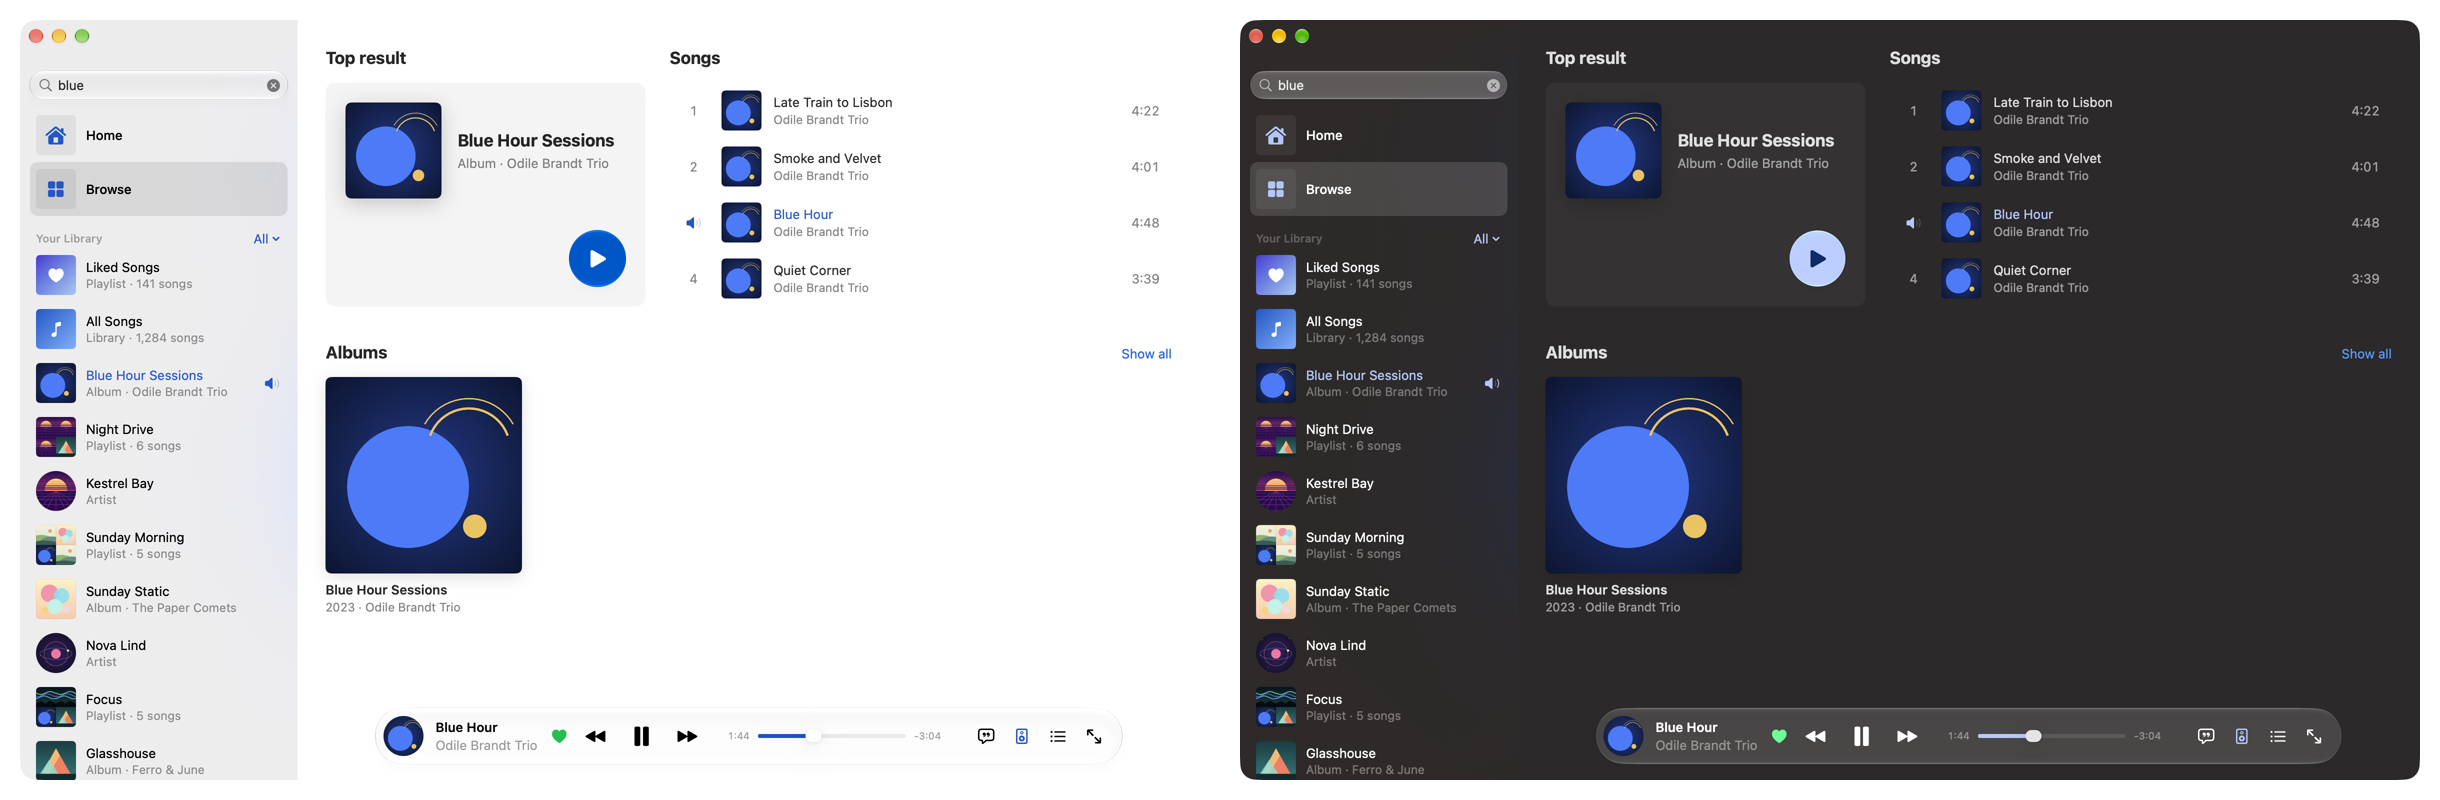 blue
Home
Browse
Your Library
All
Liked Songs
Playlist · 141 songs
All Songs
Library · 1,284 songs
Blue Hour Sessions
Album · Odile Brandt Trio
Night Drive
Playlist · 6 songs
Kestrel Bay
Artist
Sunday Morning
Playlist · 5 songs
Sunday Static
Album · The Paper Comets
Nova Lind
Artist
Focus
Playlist · 5 songs
Glasshouse
Album · Ferro & June
Top result
Blue Hour Sessions
Album · Odile Brandt Trio
Songs
1
Late Train to Lisbon
Odile Brandt Trio
4:22
2
Smoke and Velvet
Odile Brandt Trio
4:01
Blue Hour
Odile Brandt Trio
4:48
4
Quiet Corner
Odile Brandt Trio
3:39
Albums
Show all
Blue Hour Sessions
2023 · Odile Brandt Trio
Blue Hour
Odile Brandt Trio
1:44
-3:04
blue
Home
Browse
Your Library
All
Liked Songs
Playlist · 141 songs
All Songs
Library · 1,284 songs
Blue Hour Sessions
Album · Odile Brandt Trio
Night Drive
Playlist · 6 songs
Kestrel Bay
Artist
Sunday Morning
Playlist · 5 songs
Sunday Static
Album · The Paper Comets
Nova Lind
Artist
Focus
Playlist · 5 songs
Glasshouse
Album · Ferro & June
Top result
Blue Hour Sessions
Album · Odile Brandt Trio
Songs
1
Late Train to Lisbon
Odile Brandt Trio
4:22
2
Smoke and Velvet
Odile Brandt Trio
4:01
Blue Hour
Odile Brandt Trio
4:48
4
Quiet Corner
Odile Brandt Trio
3:39
Albums
Show all
Blue Hour Sessions
2023 · Odile Brandt Trio
Blue Hour
Odile Brandt Trio
1:44
-3:04